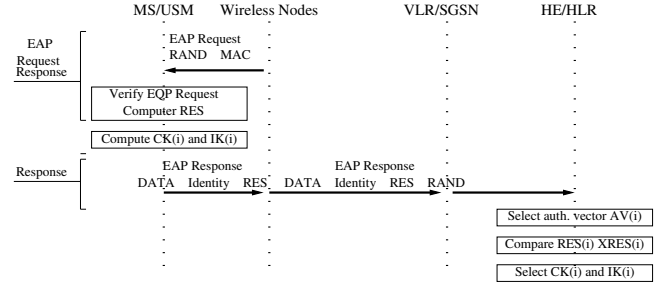 MS/USM Wireless Nodes VLR/SGSN HE/HLR
EAP
Request
Response
EAP Request
RAND MAC
Verify EQP Request
Computer RES
Compute CK(i) and IK(i)
Response
EAP Response EAP Response
DATA Identity RES DATA Identity RES RAND
Select auth. vector AV(i)
Compare RES(i) XRES(i)
Select CK(i) and IK(i)